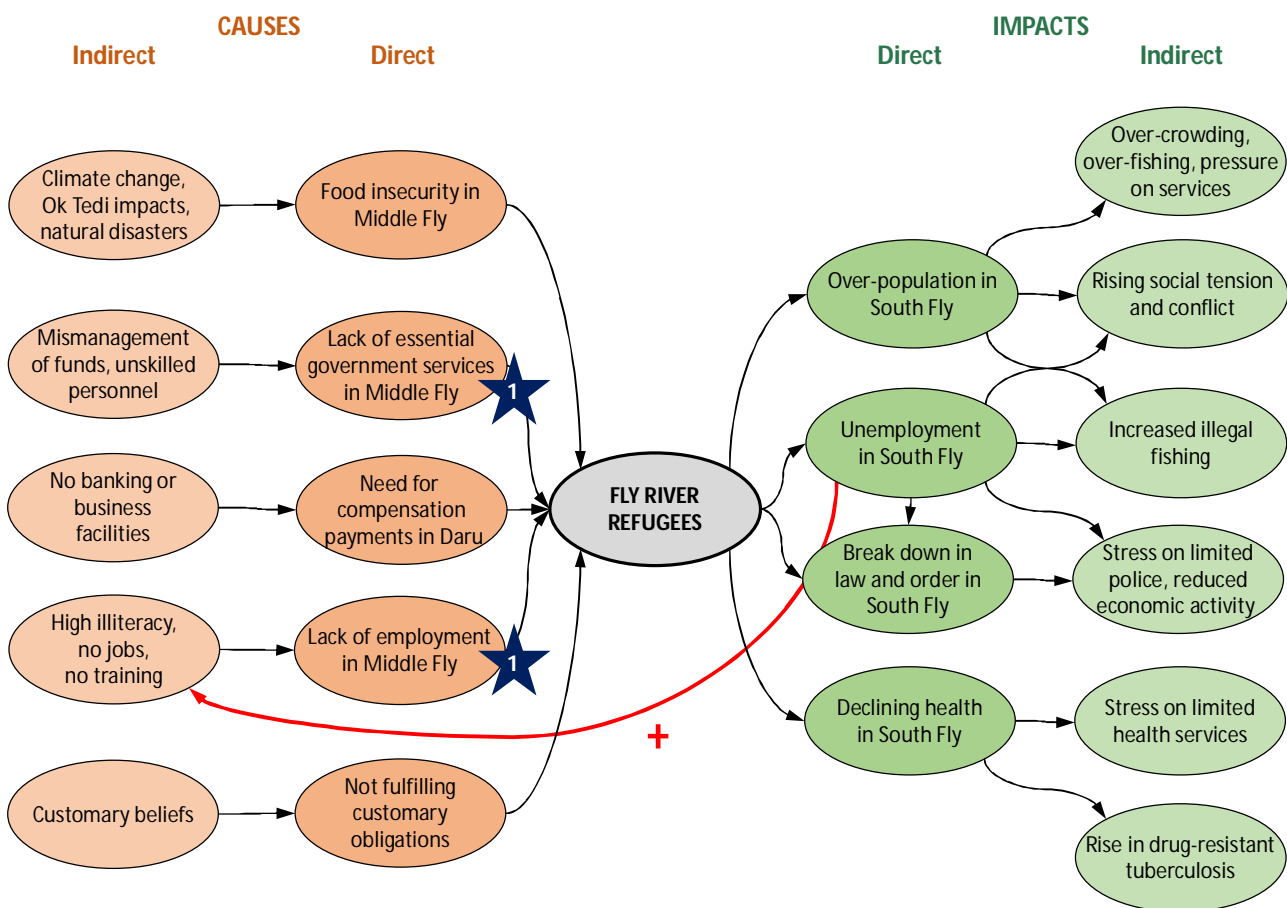 CAUSES
IMPACTS
Indirect
Direct
Direct
Indirect
Climate change,
Ok Tedi impacts,
natural disasters
Food insecurity in
Middle Fly
Over-crowding,
over-fishing, pressure
on services
Over-population in
South Fly
Rising social tension
and conflict
Mismanagement
of funds, unskilled
personnel
Lack of essential
government services
in Middle Fly
1
Unemployment
in South Fly
Increased illegal
fishing
No banking or
business
facilities
Need for
compensation
payments in Daru
FLY RIVER
REFUGEES
Break down in
law and order in
South Fly
Stress on limited
police, reduced
economic activity
High illiteracy,
no jobs,
no training
Lack of employment
in Middle Fly
1
+
Declining health
in South Fly
Stress on limited
health services
Customary beliefs
Not fulfilling
customary
obligations
Rise in drug-resistant
tuberculosis